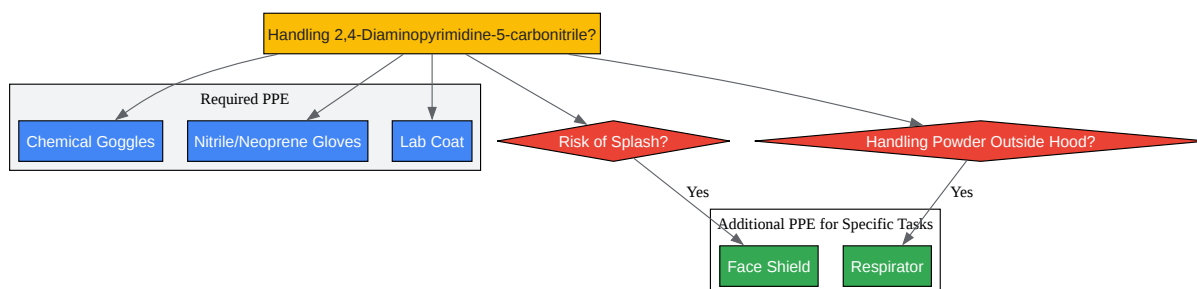 Handling 2,4-Diaminopyrimidine-5-carbonitrile?
Required PPE
Chemical Goggles
Nitrile/Neoprene Gloves
Lab Coat
Risk of Splash?
Handling Powder Outside Hood?
Yes
Yes
Additional PPE for Specific Tasks
Face Shield
Respirator